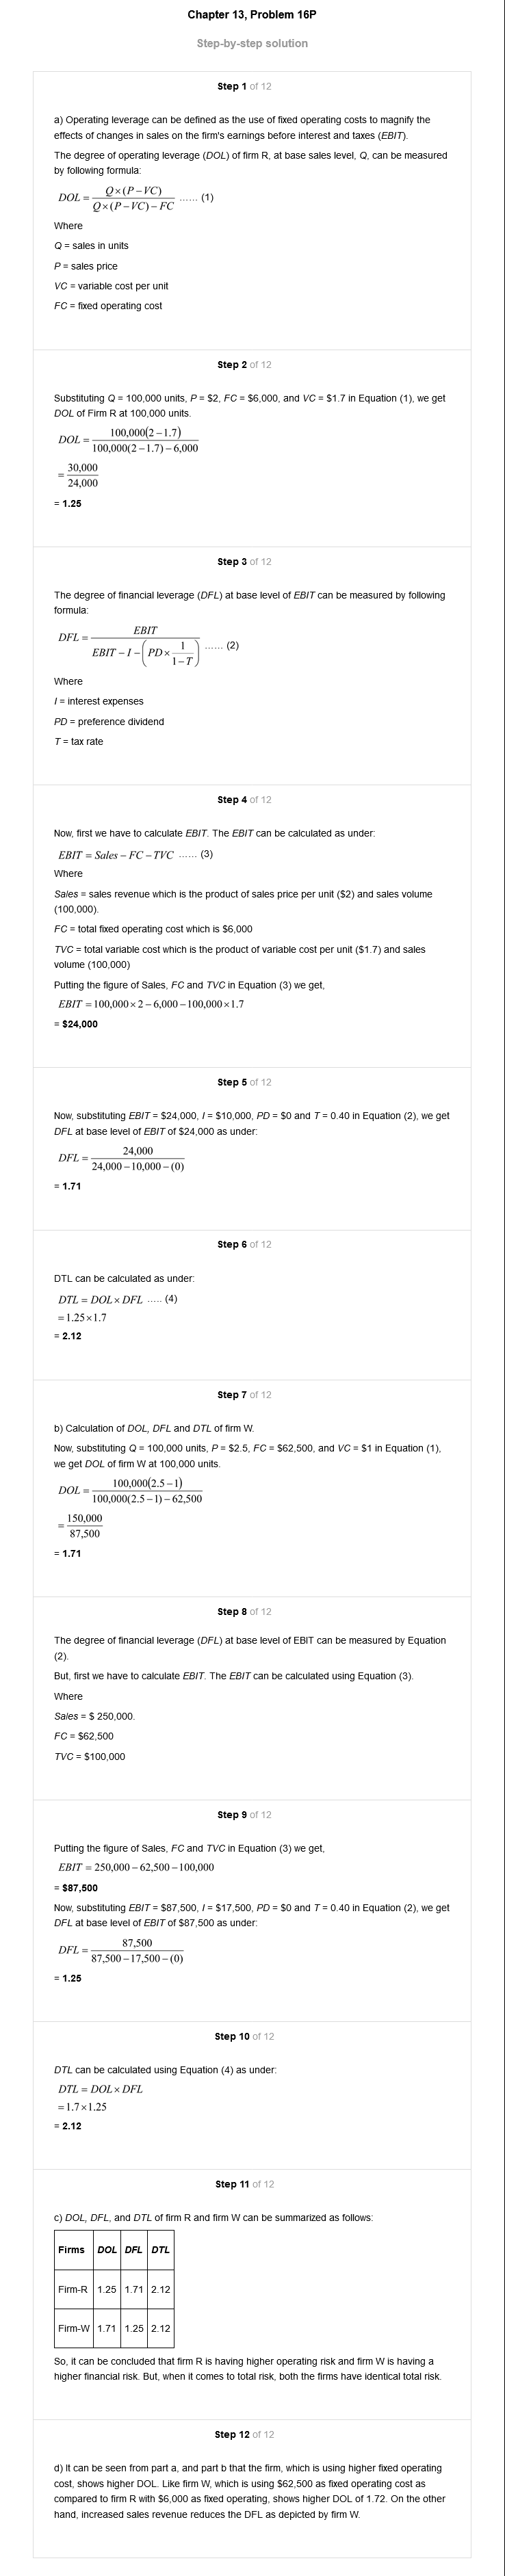 Chapter 13, Problem 16P
Step-by-step solution
Step 1 of 12
a) Operating leverage can be defined as the use of fixed operating costs to magnify the
effects of changes in sales on the firm's earnings before interest and taxes (EBIT).
The degree of operating leverage (DOL) of firm R, at base sales level, Q, can be measured
by following formula:
DOL = Q×(P−VC) / Q×(P−VC)−FC ...... (1)
Where
Q = sales in units
P = sales price
VC = variable cost per unit
FC = fixed operating cost
Step 2 of 12
Substituting Q = 100,000 units, P = $2, FC = $6,000, and VC = $1.7 in Equation (1), we get
DOL of Firm R at 100,000 units.
DOL = 100,000(2−1.7) / 100,000(2−1.7)−6,000
= 30,000 / 24,000
= 1.25
Step 3 of 12
The degree of financial leverage (DFL) at base level of EBIT can be measured by following
formula:
DFL = EBIT / EBIT − I − (PD× 1 / 1−T) ...... (2)
Where
I = interest expenses
PD = preference dividend
T = tax rate
Step 4 of 12
Now, first we have to calculate EBIT. The EBIT can be calculated as under:
EBIT = Sales − FC − TVC ...... (3)
Where
Sales = sales revenue which is the product of sales price per unit ($2) and sales volume
(100,000).
FC = total fixed operating cost which is $6,000
TVC = total variable cost which is the product of variable cost per unit ($1.7) and sales
volume (100,000)
Putting the figure of Sales, FC and TVC in Equation (3) we get,
EBIT = 100,000×2−6,000−100,000×1.7
= $24,000
Step 5 of 12
Now, substituting EBIT = $24,000, I = $10,000, PD = $0 and T = 0.40 in Equation (2), we get
DFL at base level of EBIT of $24,000 as under:
DFL = 24,000 / 24,000−10,000−(0)
= 1.71
Step 6 of 12
DTL can be calculated as under:
DTL = DOL× DFL ..... (4)
= 1.25×1.7
= 2.12
Step 7 of 12
b) Calculation of DOL, DFL and DTL of firm W.
Now, substituting Q = 100,000 units, P = $2.5, FC = $62,500, and VC = $1 in Equation (1),
we get DOL of firm W at 100,000 units.
DOL = 100,000(2.5−1) / 100,000(2.5−1)−62,500
= 150,000 / 87,500
= 1.71
Step 8 of 12
The degree of financial leverage (DFL) at base level of EBIT can be measured by Equation
(2).
But, first we have to calculate EBIT. The EBIT can be calculated using Equation (3).
Where
Sales = $ 250,000.
FC = $62,500
TVC = $100,000
Step 9 of 12
Putting the figure of Sales, FC and TVC in Equation (3) we get,
EBIT = 250,000−62,500−100,000
= $87,500
Now, substituting EBIT = $87,500, I = $17,500, PD = $0 and T = 0.40 in Equation (2), we get
DFL at base level of EBIT of $87,500 as under:
DFL = 87,500 / 87,500−17,500−(0)
= 1.25
Step 10 of 12
DTL can be calculated using Equation (4) as under:
DTL = DOL× DFL
= 1.7×1.25
= 2.12
Step 11 of 12
c) DOL, DFL, and DTL of firm R and firm W can be summarized as follows:
Firms DOL DFL DTL
Firm-R 1.25 1.71 2.12
Firm-W 1.71 1.25 2.12
So, it can be concluded that firm R is having higher operating risk and firm W is having a
higher financial risk. But, when it comes to total risk, both the firms have identical total risk.
Step 12 of 12
d) It can be seen from part a, and part b that the firm, which is using higher fixed operating
cost, shows higher DOL. Like firm W, which is using $62,500 as fixed operating cost as
compared to firm R with $6,000 as fixed operating, shows higher DOL of 1.72. On the other
hand, increased sales revenue reduces the DFL as depicted by firm W.